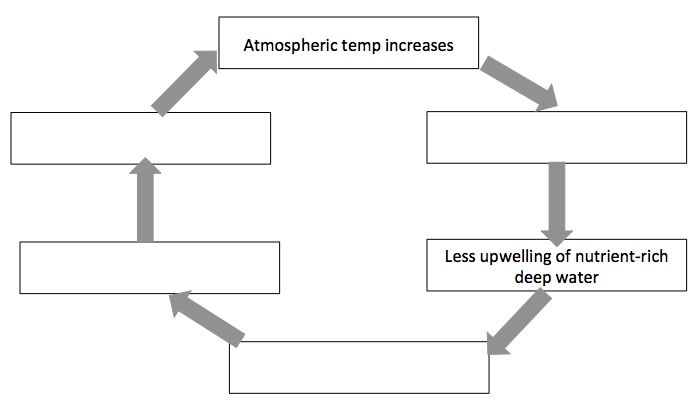 Atmospheric temp increases
Less upwelling of nutrient-rich
deep water